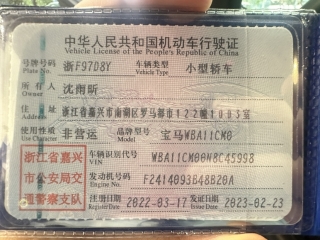 中华人民共和国机动车行驶证
Vehicle License of the People's Republic of China
号牌号码 浙F97D8Y 车辆类型 小型轿车
Plate No. Vehicle Type
所有人 沈雨昕
Owner
住址 浙江省嘉兴市南湖区罗马都市122幢1003室
Address
使用性质 非营运 品牌型号 宝马WBA11CK0
Use Character Model
浙江省嘉兴 车辆识别代号 WBA11CK00N8C45998
市公安局交 VIN
通警察支队 发动机号码 F2414093B48B20A
Engine No.
注册日期 2022-03-17 发证日期 2023-02-23
Register Date Issue Date